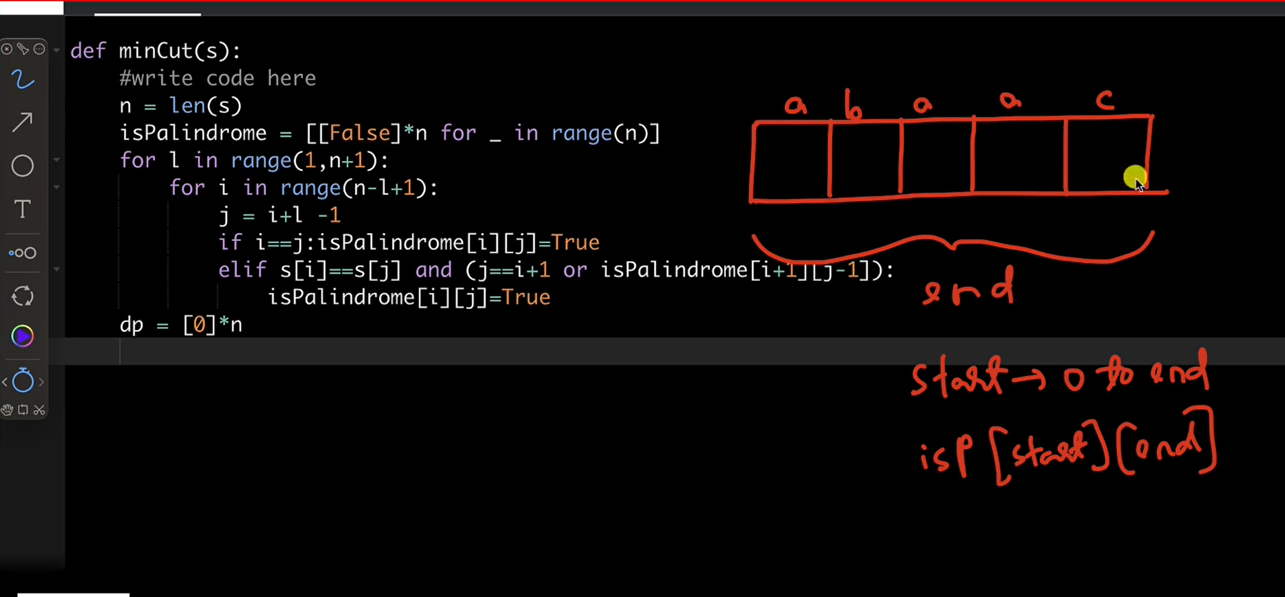 def minCut(s):
#write code here
n = len(s)
isPalindrome = [[False]*n for _ in range(n)]
for l in range(1,n+1):
for i in range(n-l+1):
j = i+l -1
if i==j:isPalindrome[i][j]=True
elif s[i]==s[j] and (j==i+1 or isPalindrome[i+1][j-1]):
isPalindrome[i][j]=True
dp = [0]*n
a b a a c
end
start → 0 to end
isP [start][end]
T